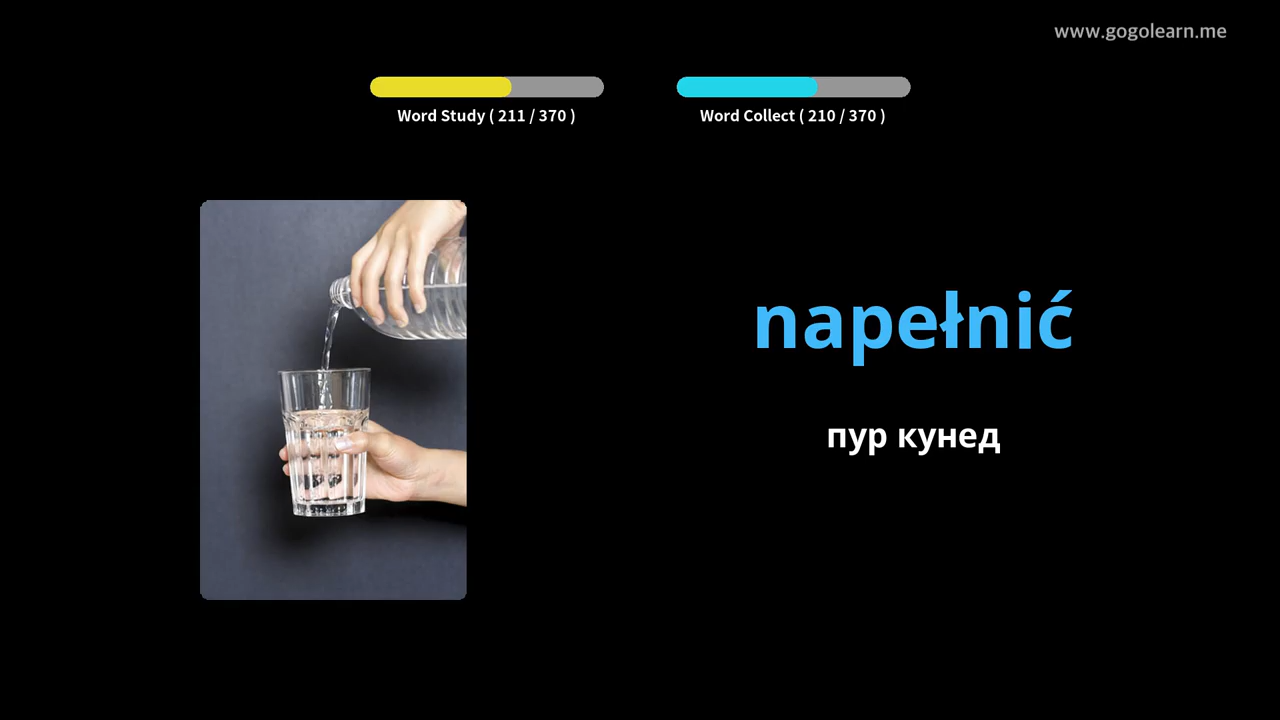 www.gogolearn.me
Word Study ( 211 / 370 )
Word Collect ( 210 / 370 )
napełnić
пур кунед